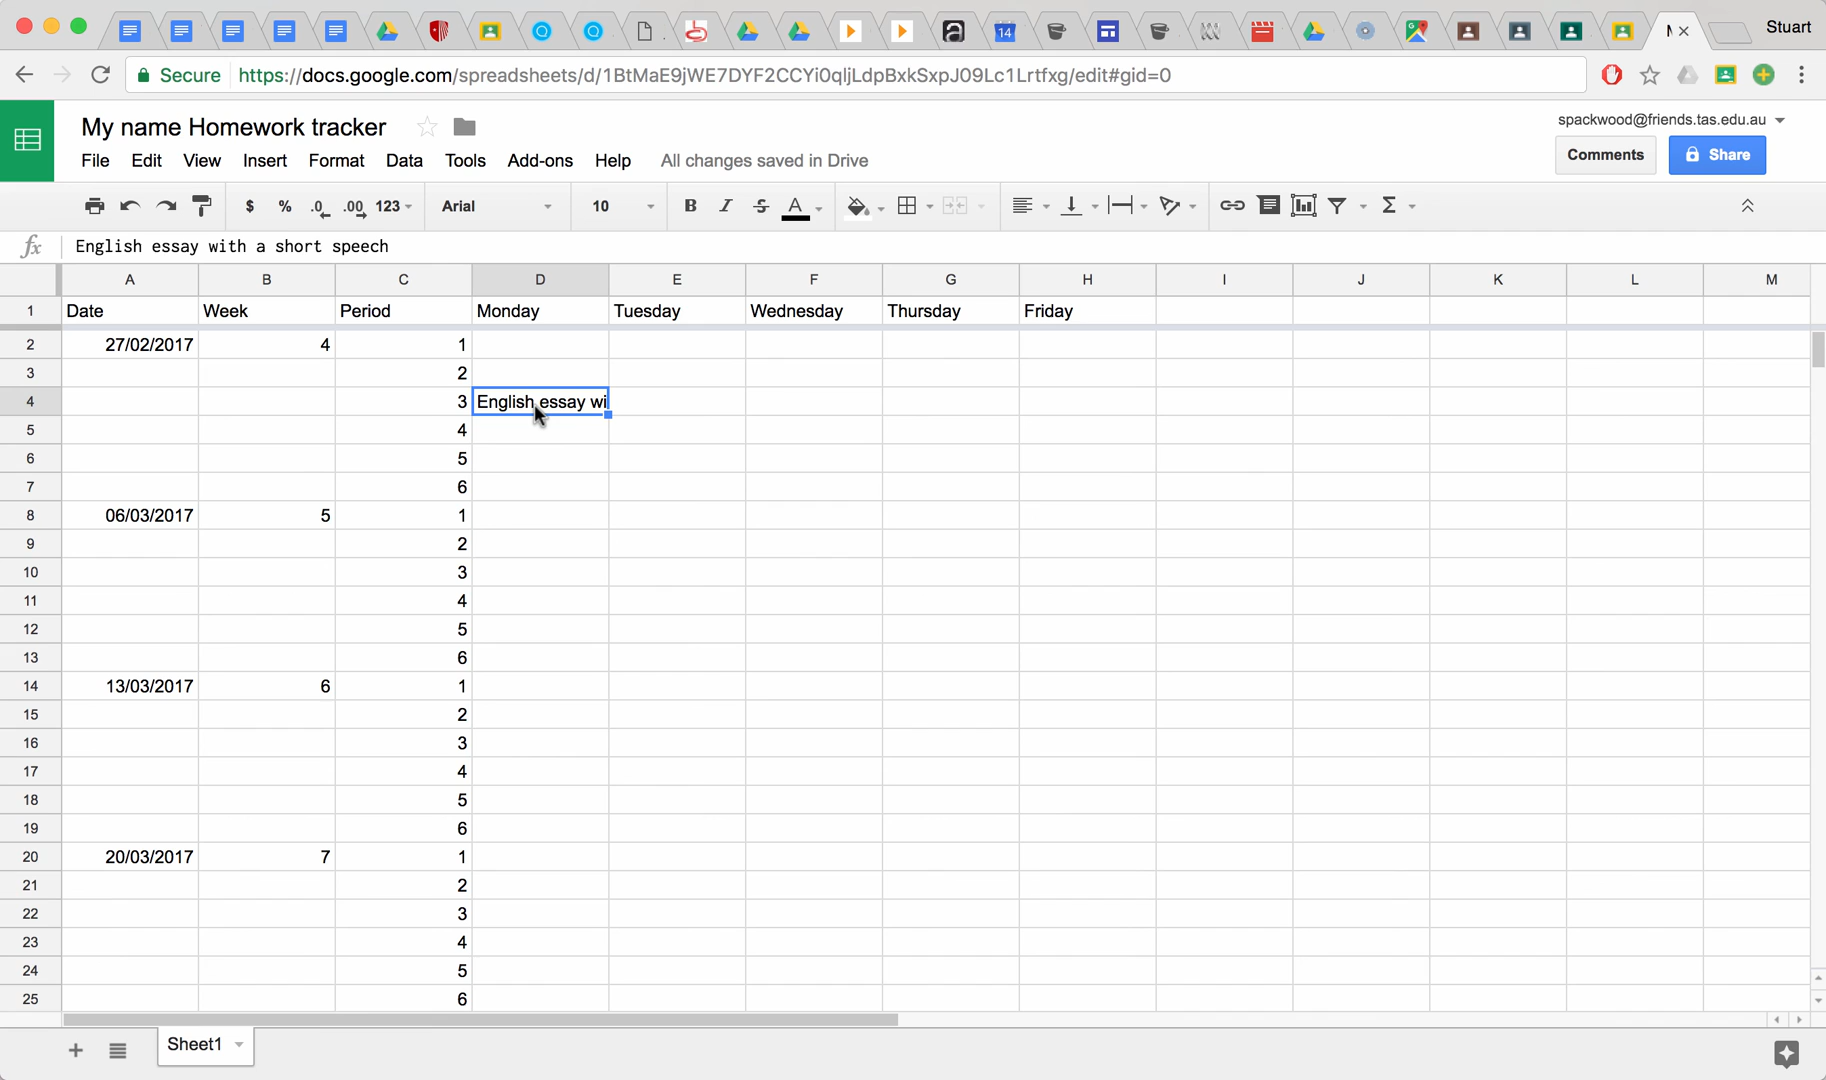 Stuart
Secure https://docs.google.com/spreadsheets/d/1BtMaE9jWE7DYF2CCYi0qljLdpBxkSxpJ09Lc1Lrtfxg/edit#gid=0
My name Homework tracker
spackwood@friends.tas.edu.au
File Edit View Insert Format Data Tools Add-ons Help All changes saved in Drive
Comments Share
$ % .0 .00 123 Arial 10 B I S A
fx English essay with a short speech
A B C D E F G H I J K L M
1 Date Week Period Monday Tuesday Wednesday Thursday Friday
2 27/02/2017 4 1
3 2
4 3 English essay wi
5 4
6 5
7 6
8 06/03/2017 5 1
9 2
10 3
11 4
12 5
13 6
14 13/03/2017 6 1
15 2
16 3
17 4
18 5
19 6
20 20/03/2017 7 1
21 2
22 3
23 4
24 5
25 6
Sheet1